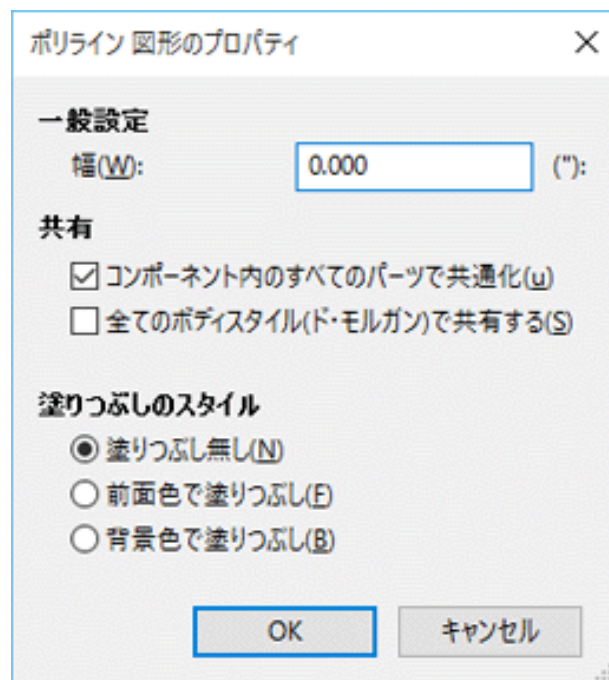 ポリライン 図形のプロパティ
一般設定
幅(W): 0.000 ("):
共有
コンポーネント内のすべてのパーツで共通化(u)
全てのボディスタイル(ド・モルガン)で共有する(S)
塗りつぶしのスタイル
塗りつぶし無し(N)
前面色で塗りつぶし(F)
背景色で塗りつぶし(B)
OK キャンセル